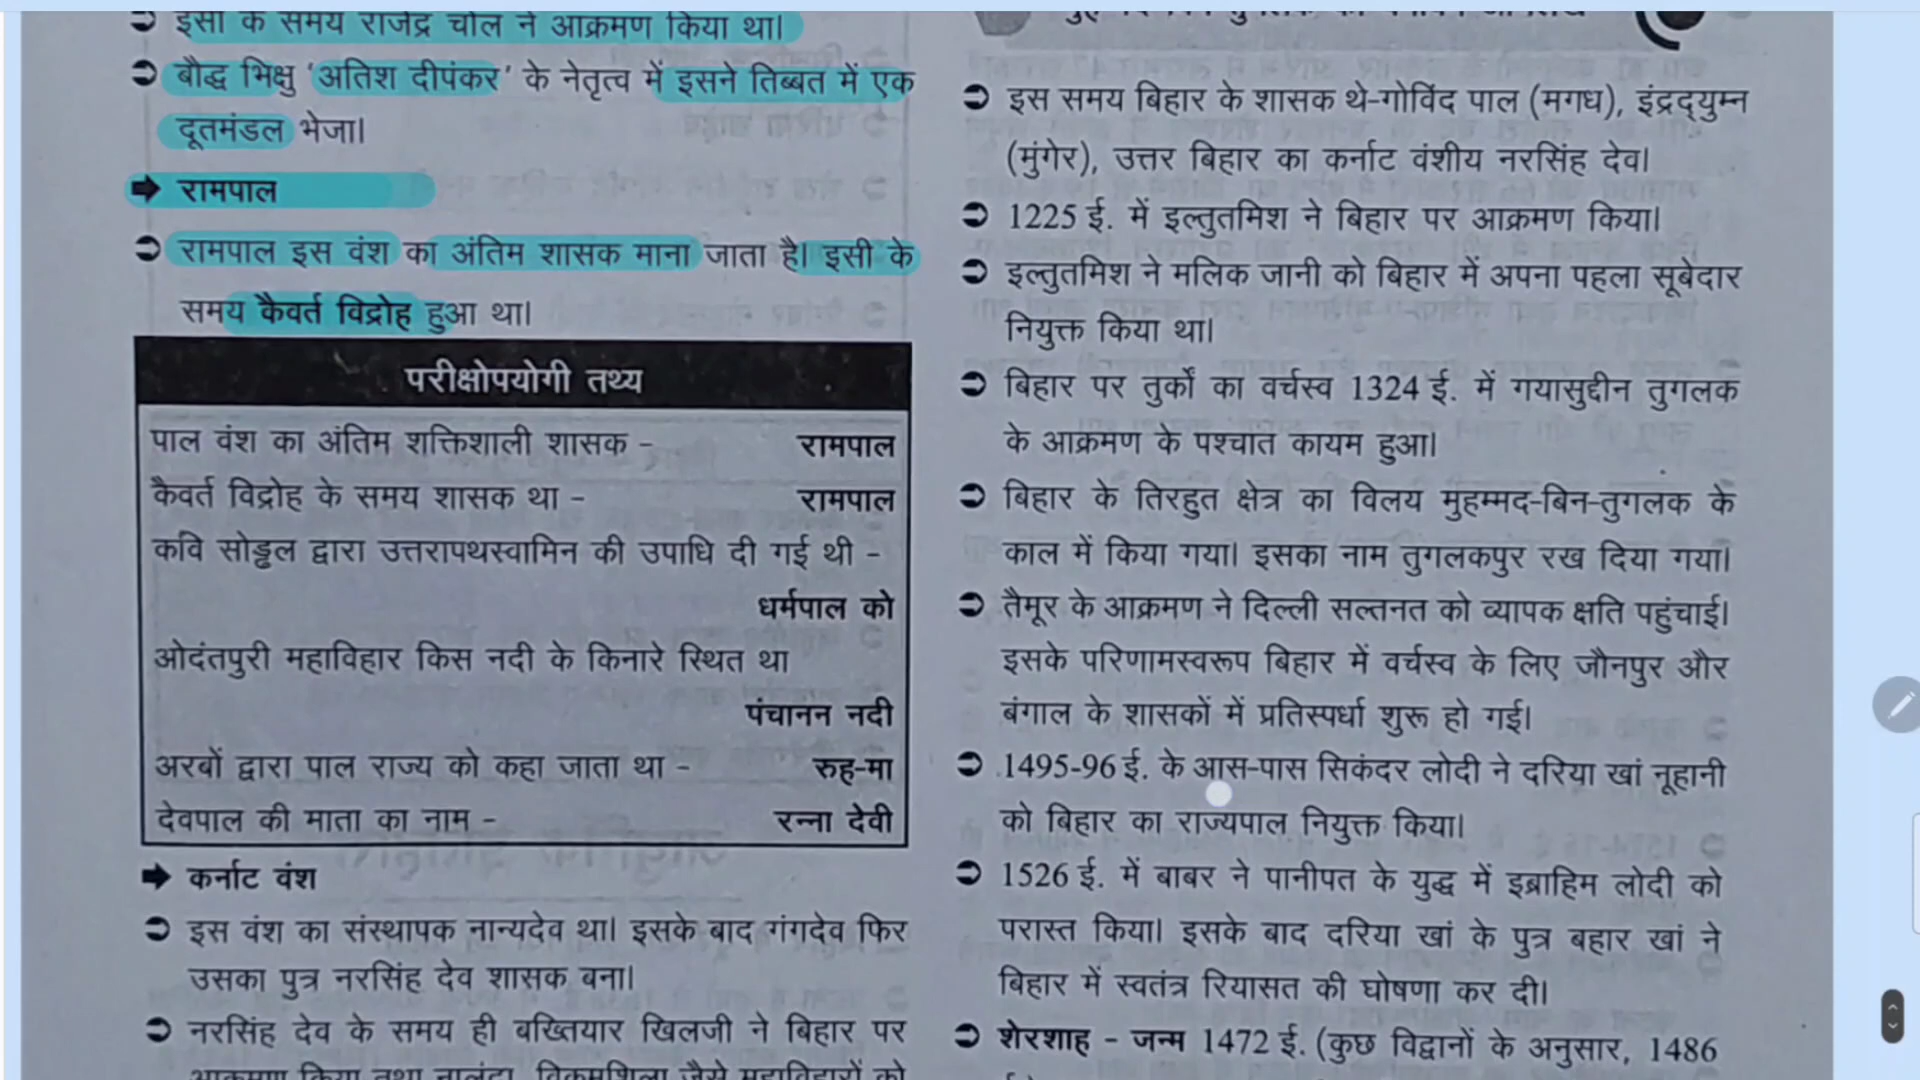 इसी के समय राजेंद्र चोल ने आक्रमण किया था।
बौद्ध भिक्षु 'अतिश दीपंकर' के नेतृत्व में इसने तिब्बत में एक
दूतमंडल भेजा।
रामपाल
रामपाल इस वंश का अंतिम शासक माना जाता है। इसी के
समय कैवर्त विद्रोह हुआ था।
परीक्षोपयोगी तथ्य
पाल वंश का अंतिम शक्तिशाली शासक - रामपाल
कैवर्त विद्रोह के समय शासक था - रामपाल
कवि सोड्ढल द्वारा उत्तरापथस्वामिन की उपाधि दी गई थी -
धर्मपाल को
ओदंतपुरी महाविहार किस नदी के किनारे स्थित था
पंचानन नदी
अरबों द्वारा पाल राज्य को कहा जाता था - रुह-मा
देवपाल की माता का नाम - रन्ना देवी
कर्नाट वंश
इस वंश का संस्थापक नान्यदेव था। इसके बाद गंगदेव फिर
उसका पुत्र नरसिंह देव शासक बना।
नरसिंह देव के समय ही बख्तियार खिलजी ने बिहार पर
आक्रमण किया तथा नालंदा, विक्रमशिला जैसे महाविहारों को
इस समय बिहार के शासक थे-गोविंद पाल (मगध), इंद्रद्युम्न
(मुंगेर), उत्तर बिहार का कर्नाट वंशीय नरसिंह देव।
1225 ई. में इल्तुतमिश ने बिहार पर आक्रमण किया।
इल्तुतमिश ने मलिक जानी को बिहार में अपना पहला सूबेदार
नियुक्त किया था।
बिहार पर तुर्कों का वर्चस्व 1324 ई. में गयासुद्दीन तुगलक
के आक्रमण के पश्चात कायम हुआ।
बिहार के तिरहुत क्षेत्र का विलय मुहम्मद-बिन-तुगलक के
काल में किया गया। इसका नाम तुगलकपुर रख दिया गया।
तैमूर के आक्रमण ने दिल्ली सल्तनत को व्यापक क्षति पहुंचाई।
इसके परिणामस्वरूप बिहार में वर्चस्व के लिए जौनपुर और
बंगाल के शासकों में प्रतिस्पर्धा शुरू हो गई।
1495-96 ई. के आस-पास सिकंदर लोदी ने दरिया खां नूहानी
को बिहार का राज्यपाल नियुक्त किया।
1526 ई. में बाबर ने पानीपत के युद्ध में इब्राहिम लोदी को
परास्त किया। इसके बाद दरिया खां के पुत्र बहार खां ने
बिहार में स्वतंत्र रियासत की घोषणा कर दी।
शेरशाह - जन्म 1472 ई. (कुछ विद्वानों के अनुसार, 1486